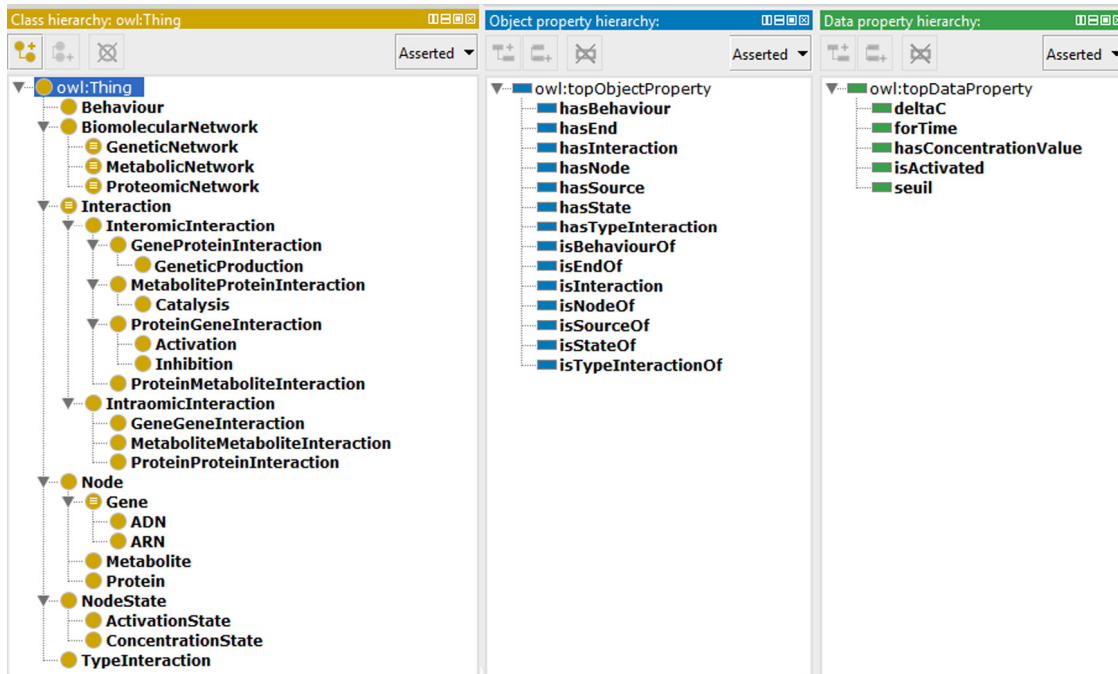 Class hierarchy: owl:Thing
Asserted
owl:Thing
Behaviour
BiomolecularNetwork
GeneticNetwork
MetabolicNetwork
ProteomicNetwork
Interaction
InteromicInteraction
GeneProteinInteraction
GeneticProduction
MetaboliteProteinInteraction
Catalysis
ProteinGeneInteraction
Activation
Inhibition
ProteinMetaboliteInteraction
IntraomicInteraction
GeneGeneInteraction
MetaboliteMetaboliteInteraction
ProteinProteinInteraction
Node
Gene
ADN
ARN
Metabolite
Protein
NodeState
ActivationState
ConcentrationState
TypeInteraction
Object property hierarchy:
Asserted
owl:topObjectProperty
hasBehaviour
hasEnd
hasInteraction
hasNode
hasSource
hasState
hasTypeInteraction
isBehaviourOf
isEndOf
isInteraction
isNodeOf
isSourceOf
isStateOf
isTypeInteractionOf
Data property hierarchy:
Asserted
owl:topDataProperty
deltaC
forTime
hasConcentrationValue
isActivated
seuil